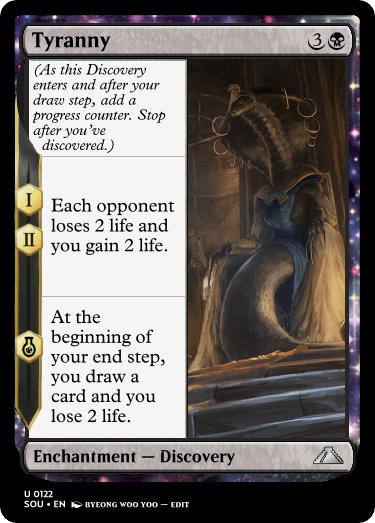 Tyranny 3
(As this Discovery
enters and after your
draw step, add a
progress counter. Stop
after you've
discovered.)
I
Each opponent
II
loses 2 life and
you gain 2 life.
At the
beginning of
your end step,
you draw a
card and you
lose 2 life.
Enchantment — Discovery
U 0122
SOU • EN BYEONG WOO YOO — EDIT